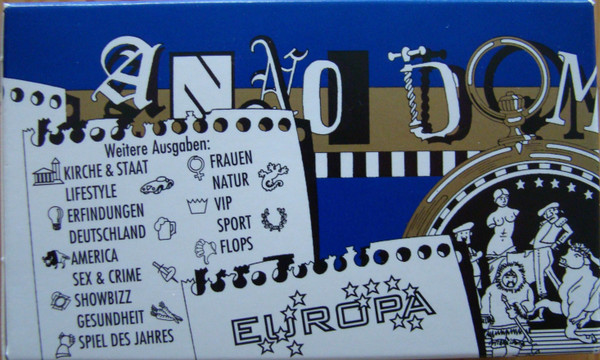 ANNO DOM
Weitere Ausgaben:
KIRCHE & STAAT
LIFESTYLE
ERFINDUNGEN
DEUTSCHLAND
AMERICA
SEX & CRIME
SHOWBIZZ
GESUNDHEIT
SPIEL DES JAHRES
FRAUEN
NATUR
VIP
SPORT
FLOPS
EUROPA